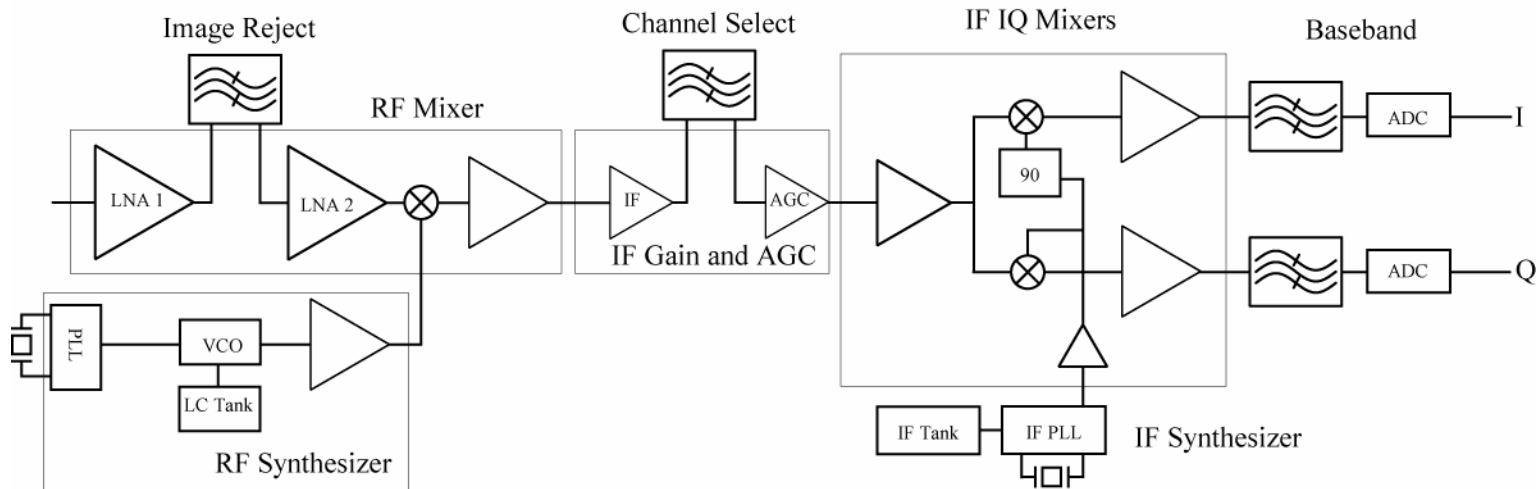 Image Reject
Channel Select
IF IQ Mixers
Baseband
RF Mixer
LNA 1
LNA 2
IF
AGC
IF Gain and AGC
90
ADC
I
ADC
Q
PLL
VCO
LC Tank
RF Synthesizer
IF Tank
IF PLL
IF Synthesizer